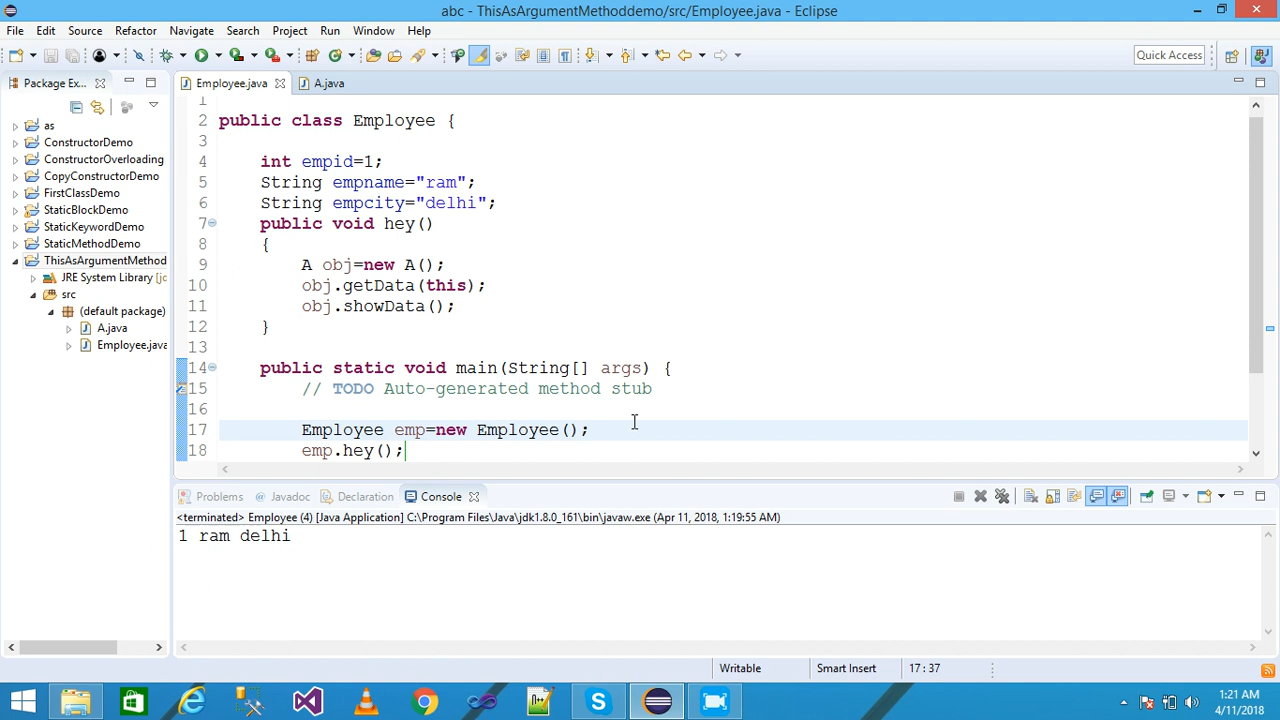 abc - ThisAsArgumentMethoddemo/src/Employee.java - Eclipse
File Edit Source Refactor Navigate Search Project Run Window Help
Quick Access
Package Ex...
Employee.java
A.java
as
ConstructorDemo
ConstructorOverloading
CopyConstructorDemo
FirstClassDemo
StaticBlockDemo
StaticKeywordDemo
StaticMethodDemo
ThisAsArgumentMethod
JRE System Library [jd
src
(default package)
A.java
Employee.java
1
2 public class Employee {
3
4 int empid=1;
5 String empname="ram";
6 String empcity="delhi";
7 public void hey()
8 {
9 A obj=new A();
10 obj.getData(this);
11 obj.showData();
12 }
13
14 public static void main(String[] args) {
15 // TODO Auto-generated method stub
16
17 Employee emp=new Employee();
18 emp.hey();
Problems Javadoc Declaration Console
<terminated> Employee (4) [Java Application] C:\Program Files\Java\jdk1.8.0_161\bin\javaw.exe (Apr 11, 2018, 1:19:55 AM)
1 ram delhi
Writable Smart Insert 17 : 37
1:21 AM
4/11/2018